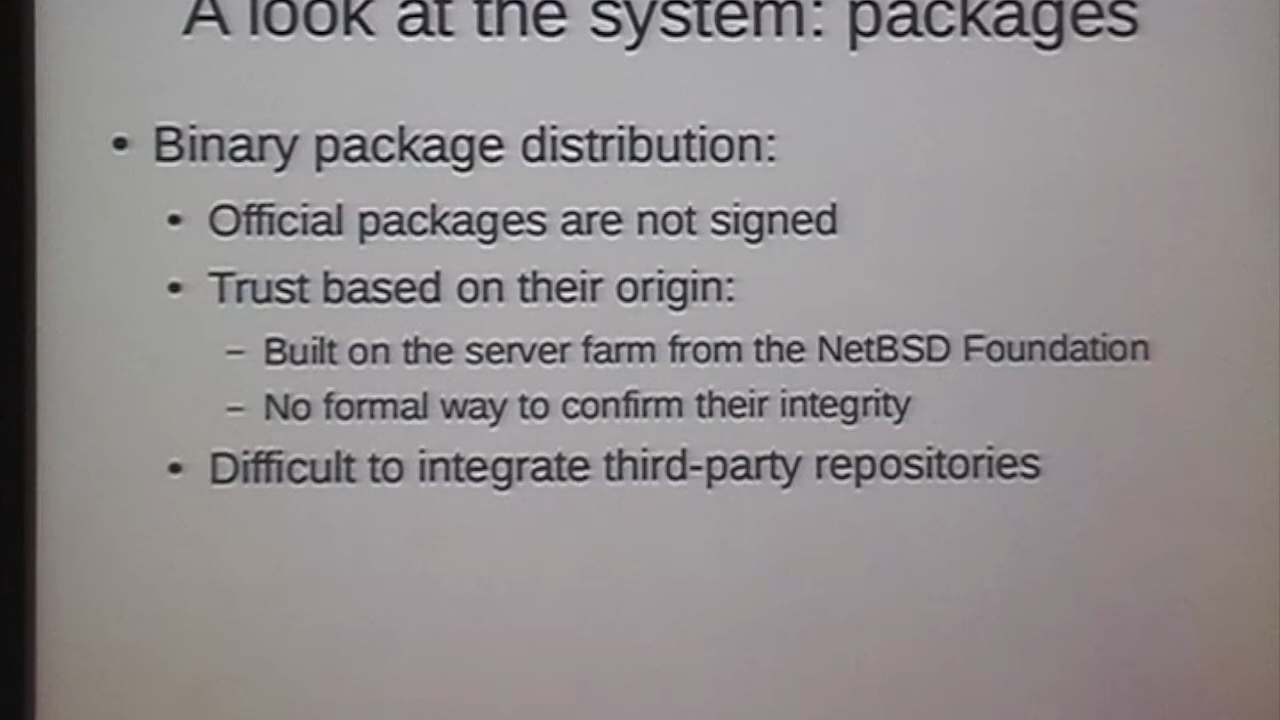 A look at the system: packages
• Binary package distribution:
• Official packages are not signed
• Trust based on their origin:
– Built on the server farm from the NetBSD Foundation
– No formal way to confirm their integrity
• Difficult to integrate third-party repositories